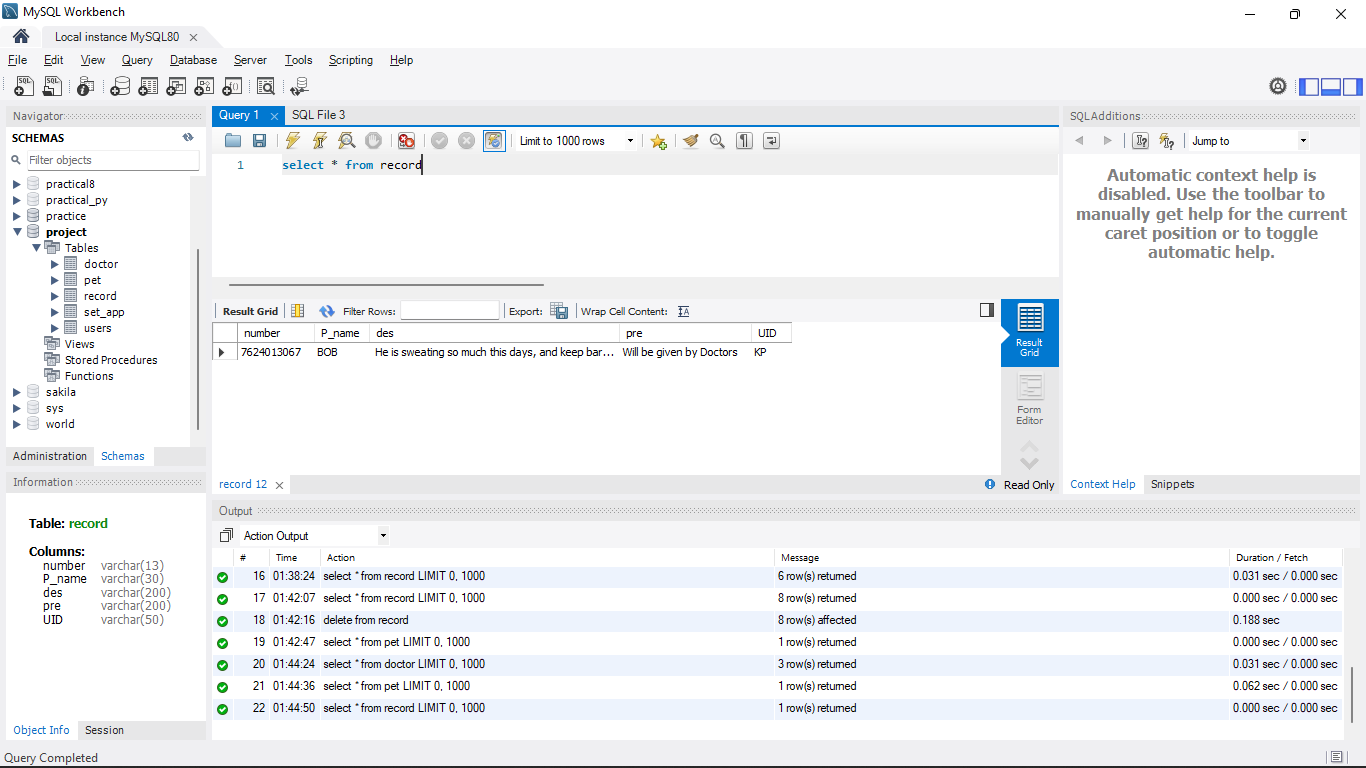 MySQL Workbench
Local instance MySQL80
File Edit View Query Database Server Tools Scripting Help
Navigator
SCHEMAS
Filter objects
practical8
practical_py
practice
project
Tables
doctor
pet
record
set_app
users
Views
Stored Procedures
Functions
sakila
sys
world
Administration Schemas
Information
Table: record
Columns:
number varchar(13)
P_name varchar(30)
des varchar(200)
pre varchar(200)
UID varchar(50)
Object Info Session
Query 1 SQL File 3
Limit to 1000 rows
1 select * from record
Result Grid Filter Rows: Export: Wrap Cell Content:
number P_name des pre UID
7624013067 BOB He is sweating so much this days, and keep bar... Will be given by Doctors KP
Result
Grid
Form
Editor
record 12 Read Only
SQLAdditions
Jump to
Automatic context help is
disabled. Use the toolbar to
manually get help for the current
caret position or to toggle
automatic help.
Context Help Snippets
Output
Action Output
# Time Action Message Duration / Fetch
16 01:38:24 select * from record LIMIT 0, 1000 6 row(s) returned 0.031 sec / 0.000 sec
17 01:42:07 select * from record LIMIT 0, 1000 8 row(s) returned 0.000 sec / 0.000 sec
18 01:42:16 delete from record 8 row(s) affected 0.188 sec
19 01:42:47 select * from pet LIMIT 0, 1000 1 row(s) returned 0.000 sec / 0.000 sec
20 01:44:24 select * from doctor LIMIT 0, 1000 3 row(s) returned 0.031 sec / 0.000 sec
21 01:44:36 select * from pet LIMIT 0, 1000 1 row(s) returned 0.062 sec / 0.000 sec
22 01:44:50 select * from record LIMIT 0, 1000 1 row(s) returned 0.000 sec / 0.000 sec
Query Completed